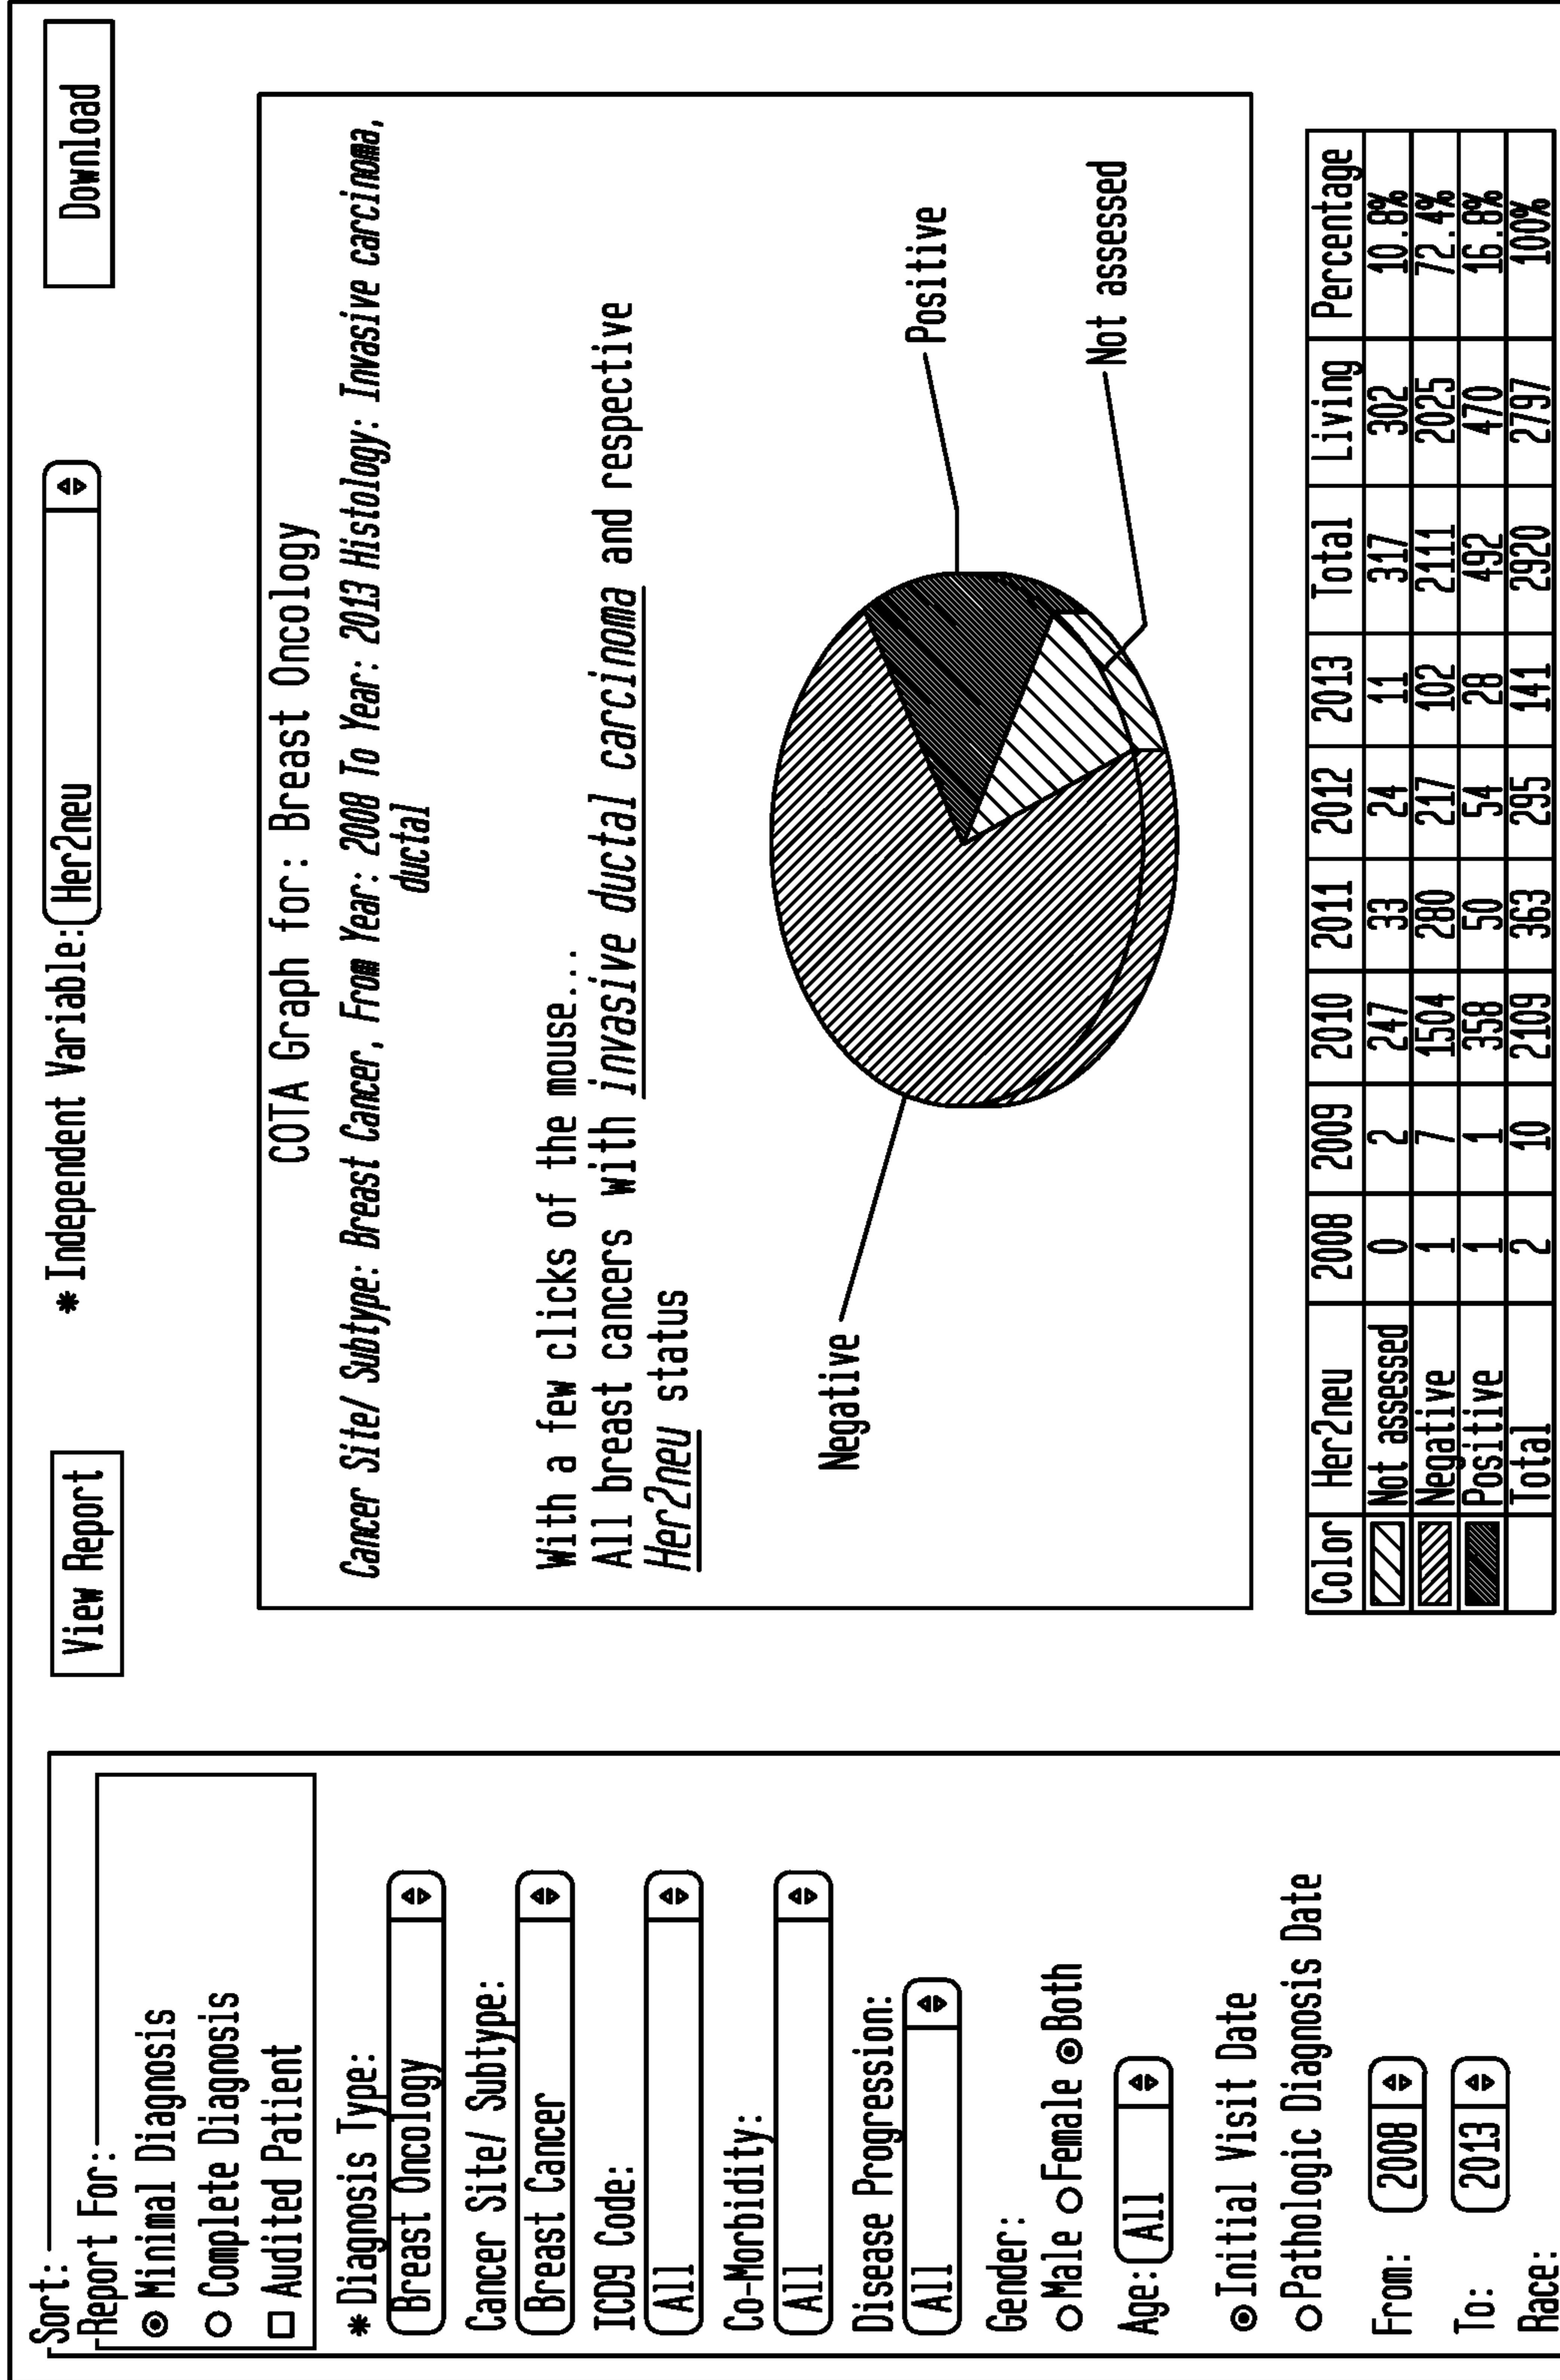 Sort:
Report For:
Minimal Diagnosis
Complete Diagnosis
Audited Patient
* Diagnosis Type:
Breast Oncology
Cancer Site/ Subtype:
Breast Cancer
ICD9 Code:
All
Co-Morbidity:
All
Disease Progression:
All
Gender:
Male Female Both
Age: All
Initial Visit Date
Pathologic Diagnosis Date
From: 2008
To: 2013
Race:
View Report
* Independent Variable: Her2neu
Download
COTA Graph for: Breast Oncology
Cancer Site/ Subtype: Breast Cancer, From Year: 2008 To Year: 2013 Histology: Invasive carcinoma,
ductal
With a few clicks of the mouse...
All breast cancers with invasive ductal carcinoma and respective
Her2neu status
Negative
Positive
Not assessed
Color Her2neu 2008 2009 2010 2011 2012 2013 Total Living Percentage
Not assessed 0 2 247 33 24 11 317 302 10.8%
Negative 1 7 1504 280 217 102 2111 2025 72.4%
Positive 1 1 358 50 54 28 492 470 16.8%
Total 2 10 2109 363 295 141 2920 2797 100%